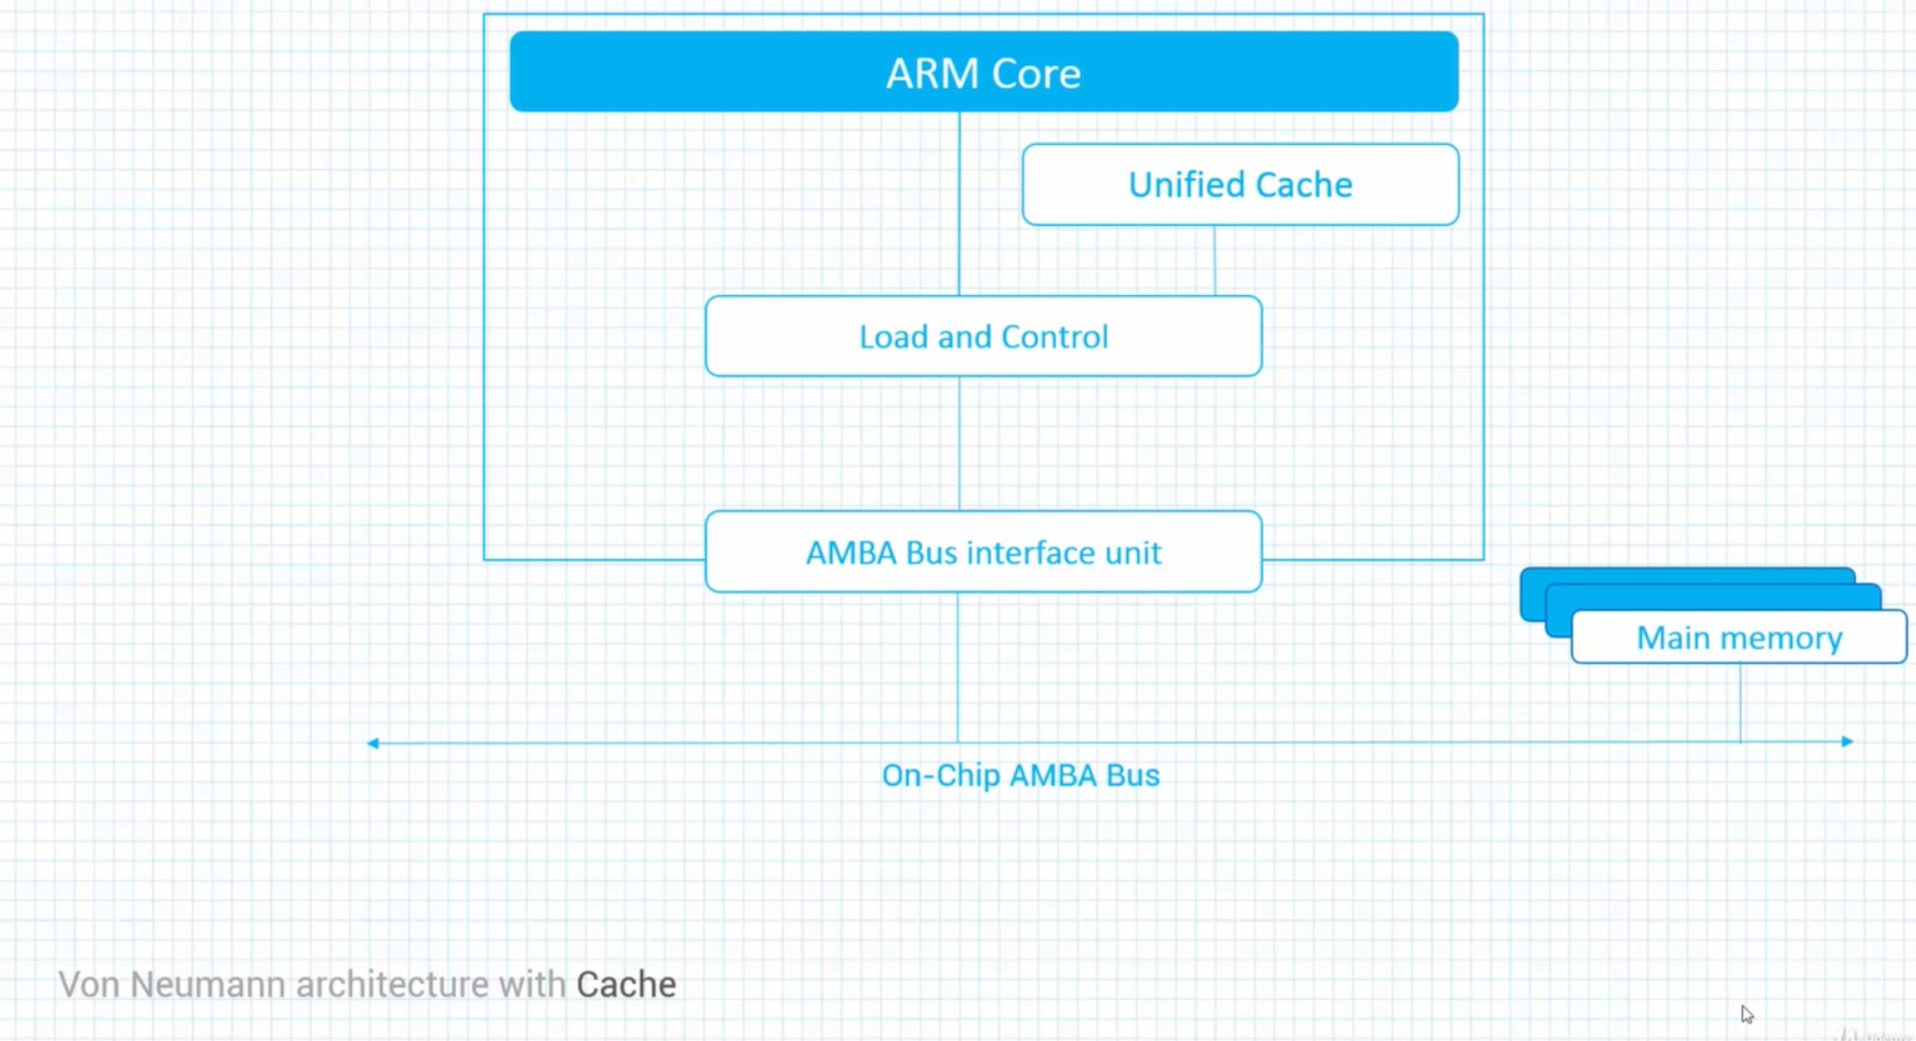 ARM Core
Unified Cache
Load and Control
AMBA Bus interface unit
Main memory
On-Chip AMBA Bus
Von Neumann architecture with Cache